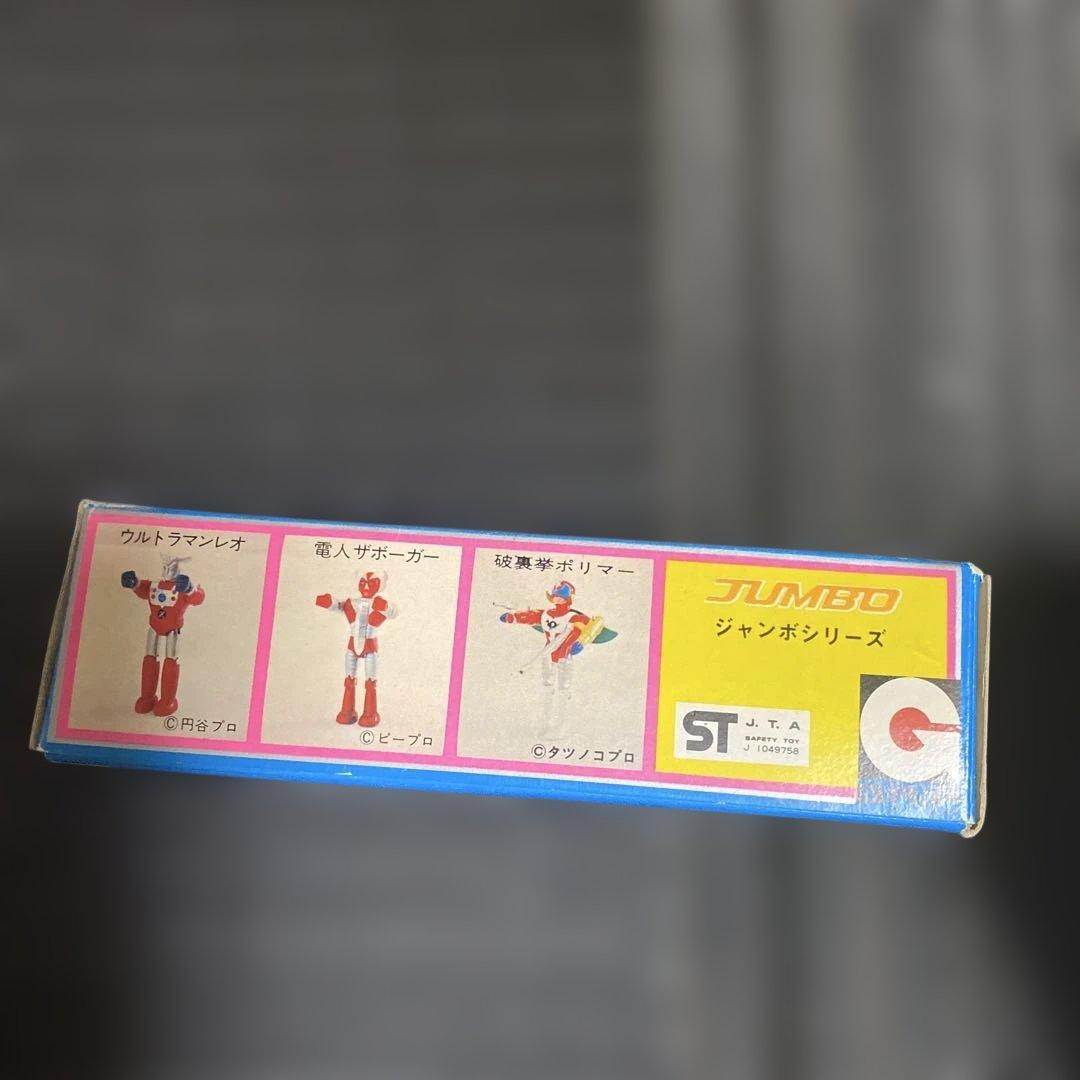 ウルトラマンレオ
©円谷プロ
電人ザボーガー
©ピープロ
破裏拳ポリマー
©タツノコプロ
JUMBO
ジャンボシリーズ
ST
J. T. A
SAFETY TOY
J 1049758
G